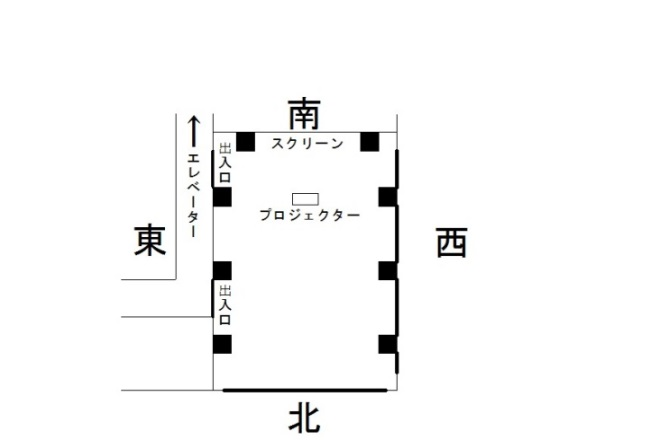 南
スクリーン
出入口
↑エレベーター
プロジェクター
東
西
出入口
北